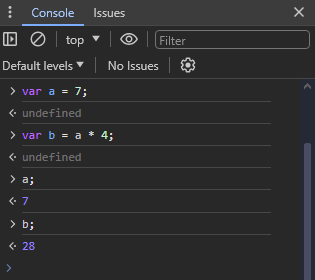 Console Issues
top Filter
Default levels No Issues
var a = 7;
undefined
var b = a * 4;
undefined
a;
7
b;
28